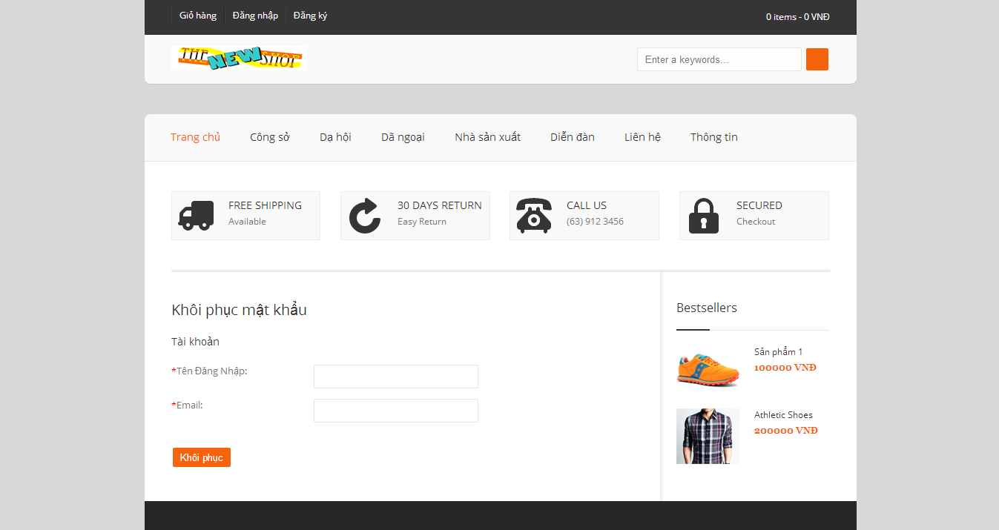 Giỏ hàng Đăng nhập Đăng ký 0 items - 0 VNĐ
THE NEW SHOP
Enter a keywords...
Trang chủ Công sở Dạ hội Dã ngoại Nhà sản xuất Diễn đàn Liên hệ Thông tin
FREE SHIPPING
Available
30 DAYS RETURN
Easy Return
CALL US
(63) 912 3456
SECURED
Checkout
Khôi phục mật khẩu
Tài khoản
*Tên Đăng Nhập:
*Email:
Khôi phục
Bestsellers
Sản phẩm 1
100000 VNĐ
Athletic Shoes
200000 VNĐ